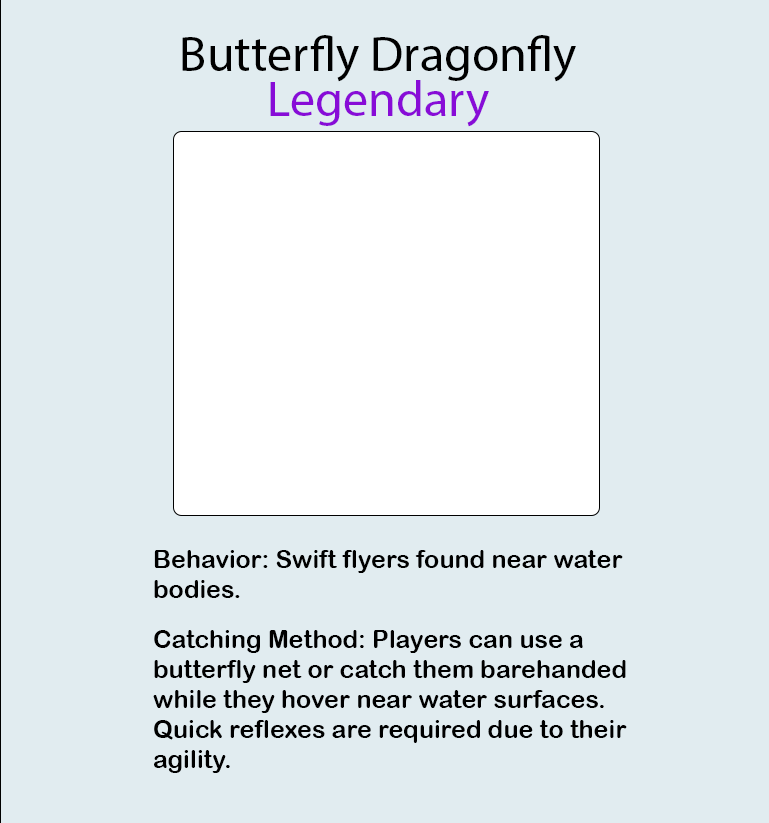 Butterfly Dragonfly
Legendary
Behavior: Swift flyers found near water
bodies.
Catching Method: Players can use a
butterfly net or catch them barehanded
while they hover near water surfaces.
Quick reflexes are required due to their
agility.